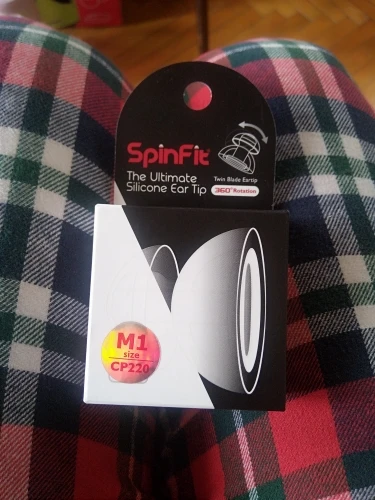 SpinFit
The Ultimate
Silicone Ear Tip
Twin Blade Eartip
360° Rotation
M1
size
CP220